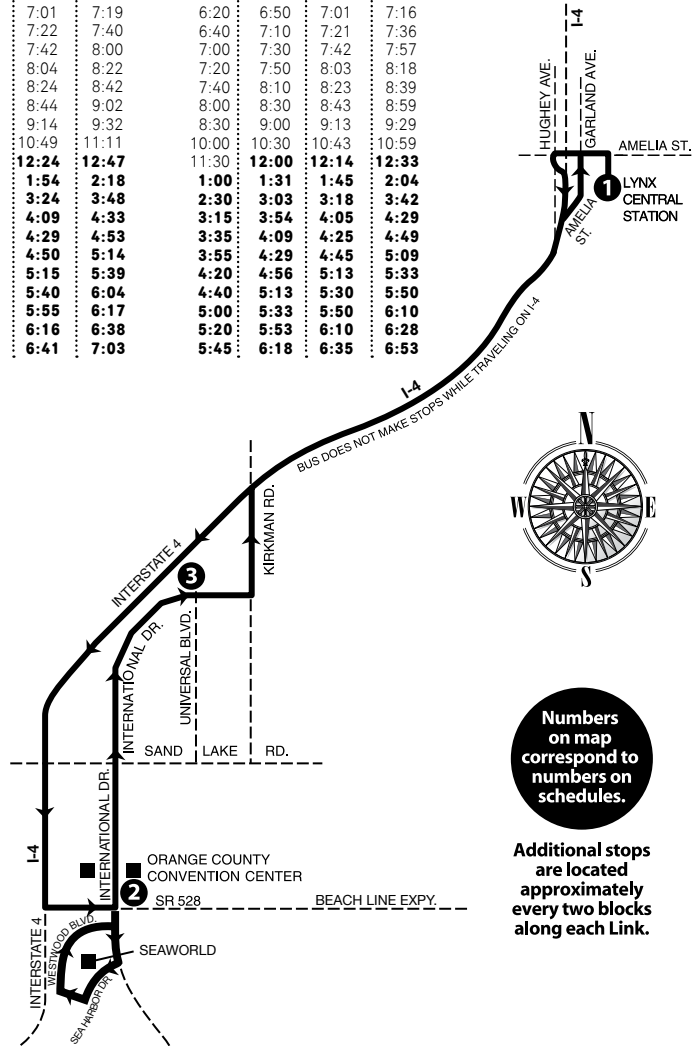 7:01 7:19 6:20 6:50 7:01 7:16
7:22 7:40 6:40 7:10 7:21 7:36
7:42 8:00 7:00 7:30 7:42 7:57
8:04 8:22 7:20 7:50 8:03 8:18
8:24 8:42 7:40 8:10 8:23 8:39
8:44 9:02 8:00 8:30 8:43 8:59
9:14 9:32 8:30 9:00 9:13 9:29
10:49 11:11 10:00 10:30 10:43 10:59
12:24 12:47 11:30 12:00 12:14 12:33
1:54 2:18 1:00 1:31 1:45 2:04
3:24 3:48 2:30 3:03 3:18 3:42
4:09 4:33 3:15 3:54 4:05 4:29
4:29 4:53 3:35 4:09 4:25 4:49
4:50 5:14 3:55 4:29 4:45 5:09
5:15 5:39 4:20 4:56 5:13 5:33
5:40 6:04 4:40 5:13 5:30 5:50
5:55 6:17 5:00 5:33 5:50 6:10
6:16 6:38 5:20 5:53 6:10 6:28
6:41 7:03 5:45 6:18 6:35 6:53
I-4
HUGHEY AVE.
GARLAND AVE.
AMELIA ST.
1
LYNX
CENTRAL
STATION
AMELIA
ST.
I-4
BUS DOES NOT MAKE STOPS WHILE TRAVELING ON I-4
N
W E
S
INTERSTATE 4
KIRKMAN RD.
3
INTERNATIONAL DR.
UNIVERSAL BLVD.
SAND LAKE RD.
I-4
INTERNATIONAL DR.
ORANGE COUNTY
CONVENTION CENTER
2
SR 528
BEACH LINE EXPY.
INTERSTATE 4
WESTWOOD BLVD.
SEAWORLD
SEA HARBOR DR.
Numbers
on map
correspond to
numbers on
schedules.
Additional stops
are located
approximately
every two blocks
along each Link.